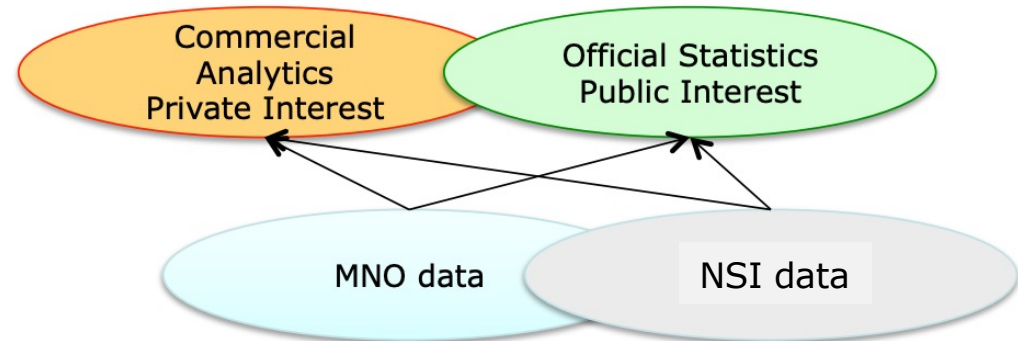 Commercial
Analytics
Private Interest
Official Statistics
Public Interest
MNO data
NSI data